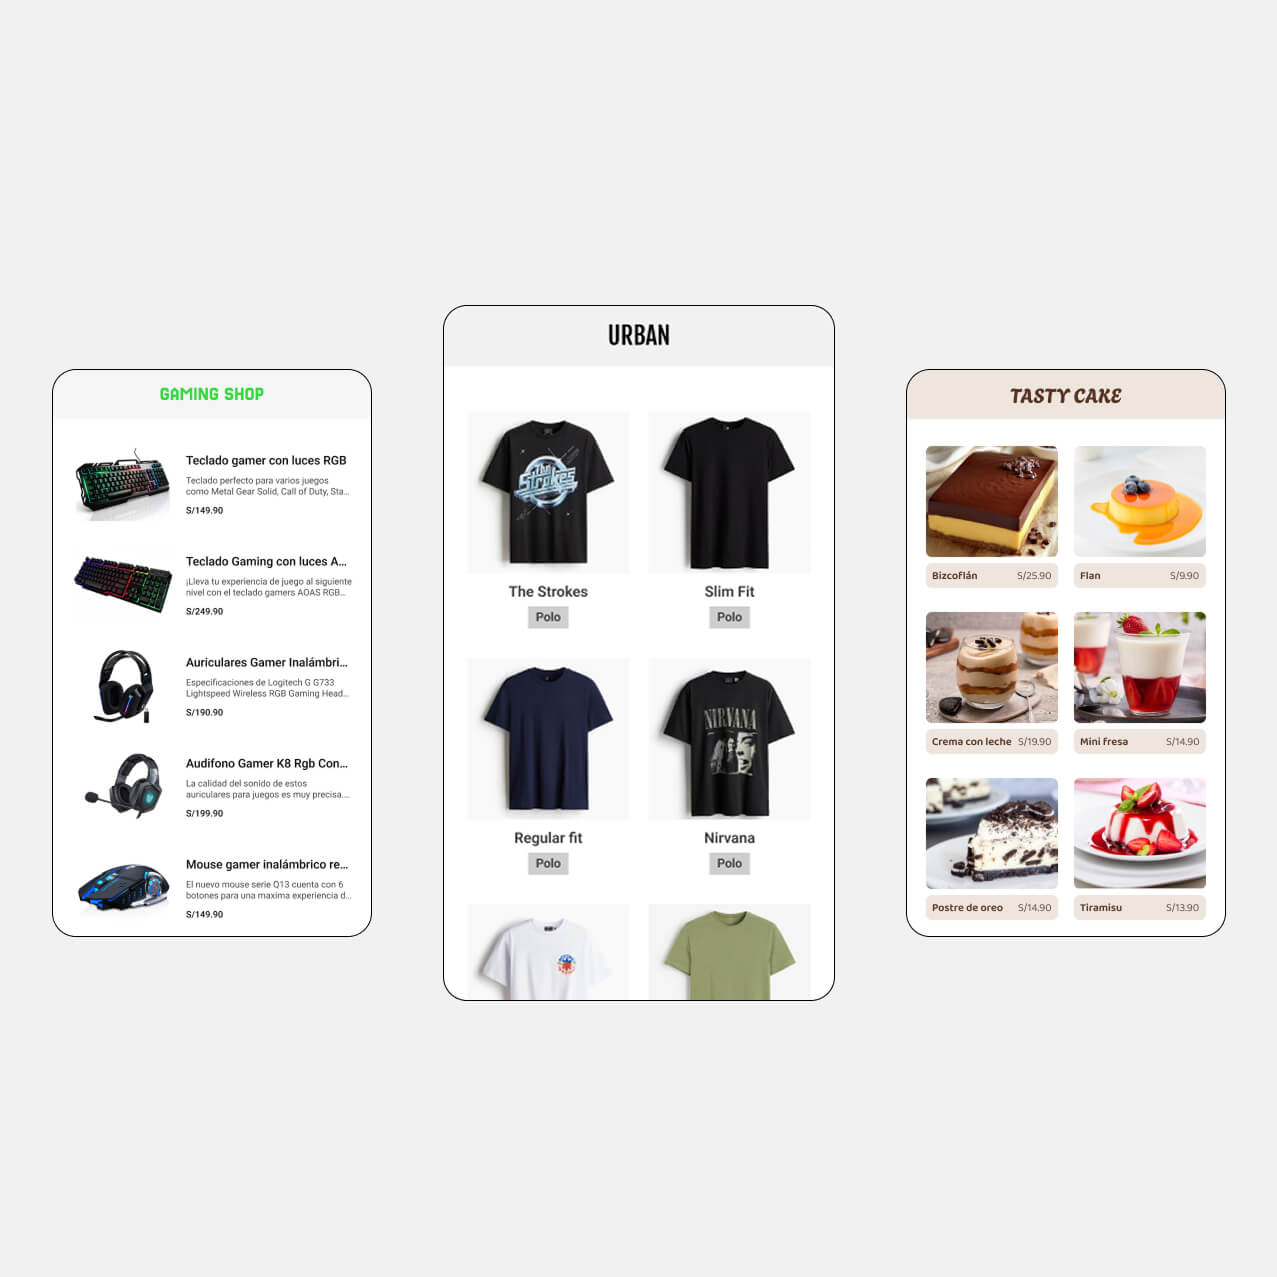 GAMING SHOP
Teclado gamer con luces RGB
Teclado perfecto para varios juegos
como Metal Gear Solid, Call of Duty, Sta...
S/149.90
Teclado Gaming con luces A...
¡Lleva tu experiencia de juego al siguiente
nivel con el teclado gamers AOAS RGB...
S/249.90
Auriculares Gamer Inalámbri...
Especificaciones de Logitech G G733
Lightspeed Wireless RGB Gaming Head...
S/190.90
Audifono Gamer K8 Rgb Con...
La calidad del sonido de estos
auriculares para juegos es muy precisa....
S/199.90
Mouse gamer inalámbrico re...
El nuevo mouse serie Q13 cuenta con 6
botones para una maxima experiencia d...
S/149.90
URBAN
The Strokes
The Strokes
Polo
Slim Fit
Polo
Regular fit
Polo
NIRVANA
Nirvana
Polo
TASTY CAKE
Bizcoflán S/25.90
Flan S/9.90
Crema con leche S/19.90
Mini fresa S/14.90
Postre de oreo S/14.90
Tiramisu S/13.90